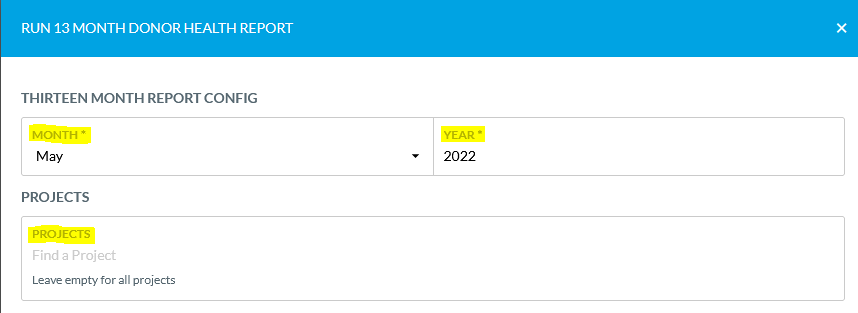 RUN 13 MONTH DONOR HEALTH REPORT ×
THIRTEEN MONTH REPORT CONFIG
MONTH * YEAR *
May 2022
PROJECTS
PROJECTS
Find a Project
Leave empty for all projects